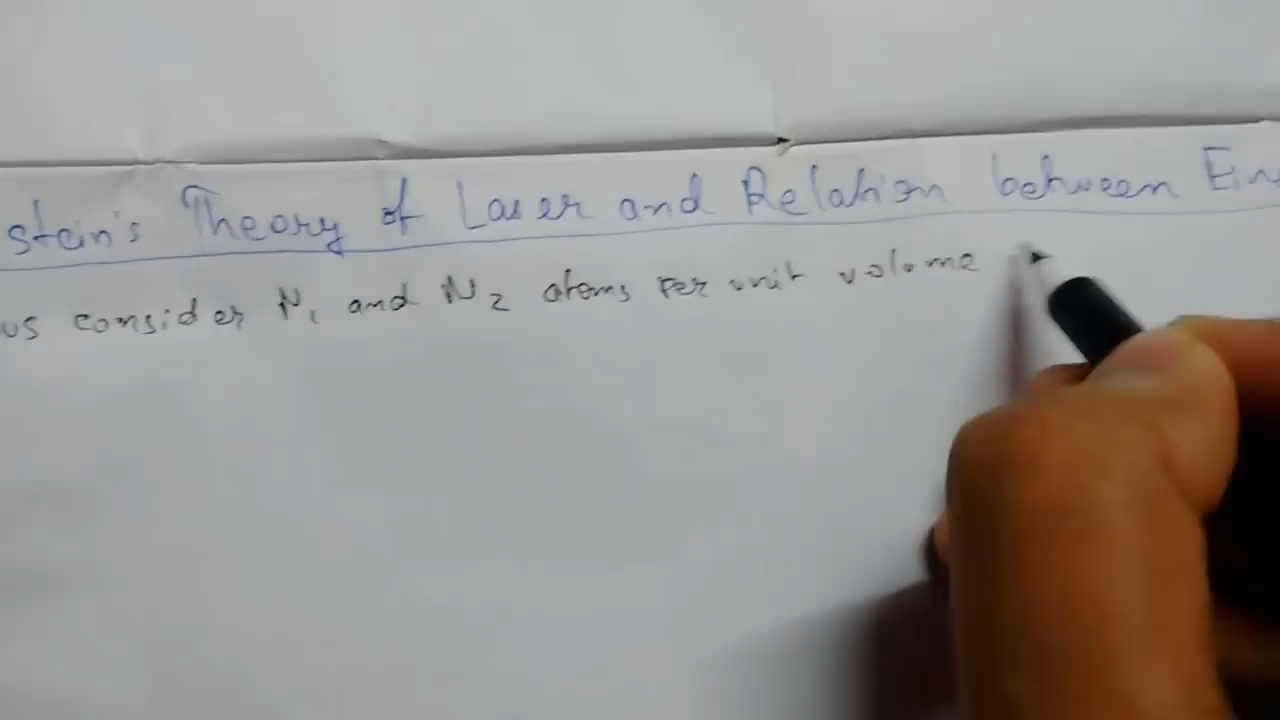 stein's Theory of Laser and Relation between Ein
us consider N₁ and N₂ atoms per unit volume